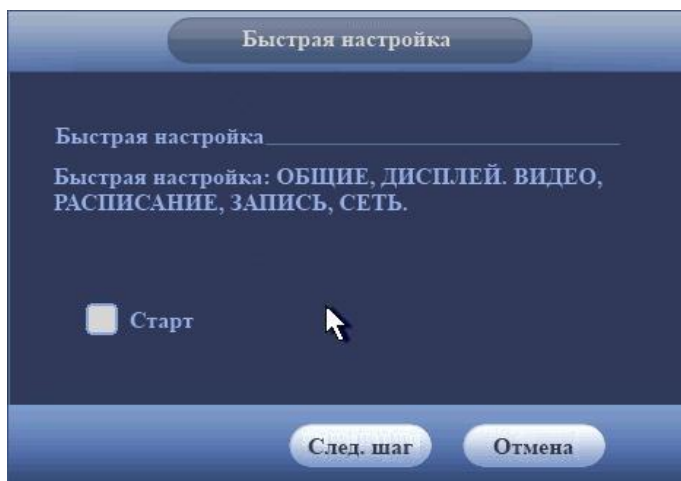 Быстрая настройка
Быстрая настройка
Быстрая настройка: ОБЩИЕ, ДИСПЛЕЙ. ВИДЕО,
РАСПИСАНИЕ, ЗАПИСЬ, СЕТЬ.
Старт
След. шаг Отмена